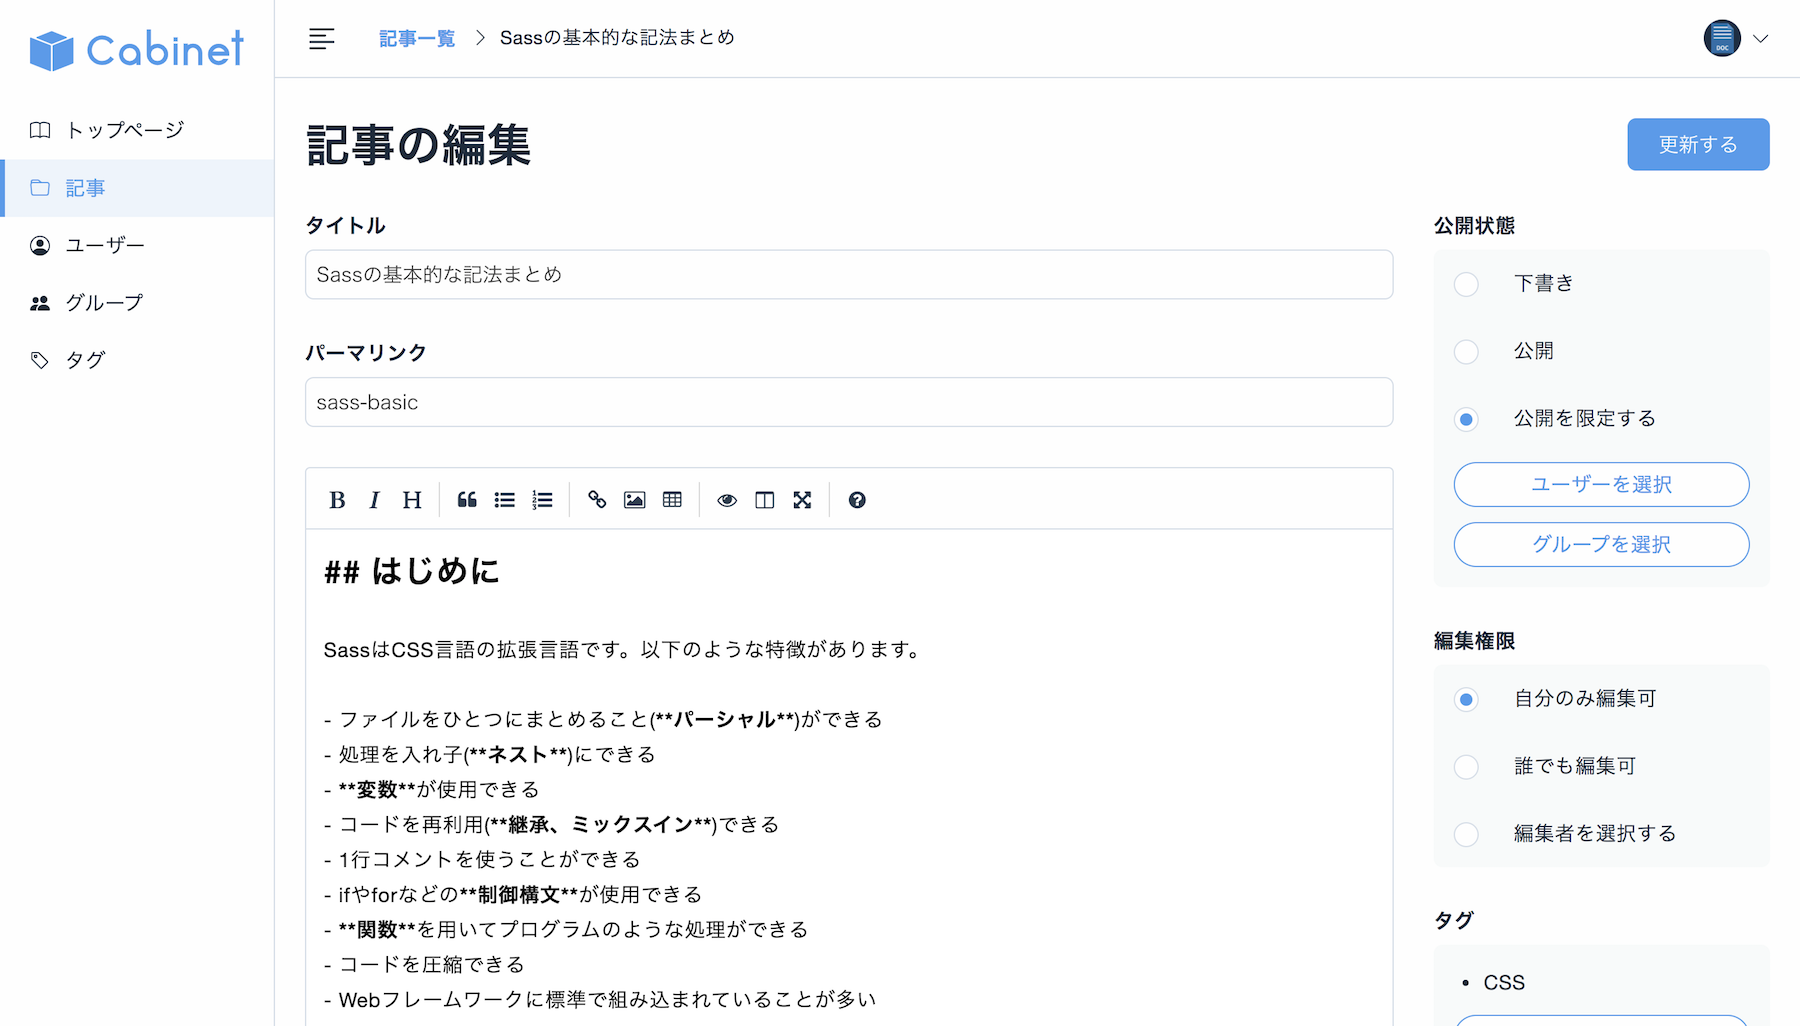 Cabinet
トップページ
記事
ユーザー
グループ
タグ
記事一覧 > Sassの基本的な記法まとめ
DOC
記事の編集
更新する
タイトル
Sassの基本的な記法まとめ
パーマリンク
sass-basic
B I H
## はじめに
SassはCSS言語の拡張言語です。以下のような特徴があります。
- ファイルをひとつにまとめること(**パーシャル**)ができる
- 処理を入れ子(**ネスト**)にできる
- **変数**が使用できる
- コードを再利用(**継承、ミックスイン**)できる
- 1行コメントを使うことができる
- ifやforなどの**制御構文**が使用できる
- **関数**を用いてプログラムのような処理ができる
- コードを圧縮できる
- Webフレームワークに標準で組み込まれていることが多い
公開状態
下書き
公開
公開を限定する
ユーザーを選択
グループを選択
編集権限
自分のみ編集可
誰でも編集可
編集者を選択する
タグ
• CSS